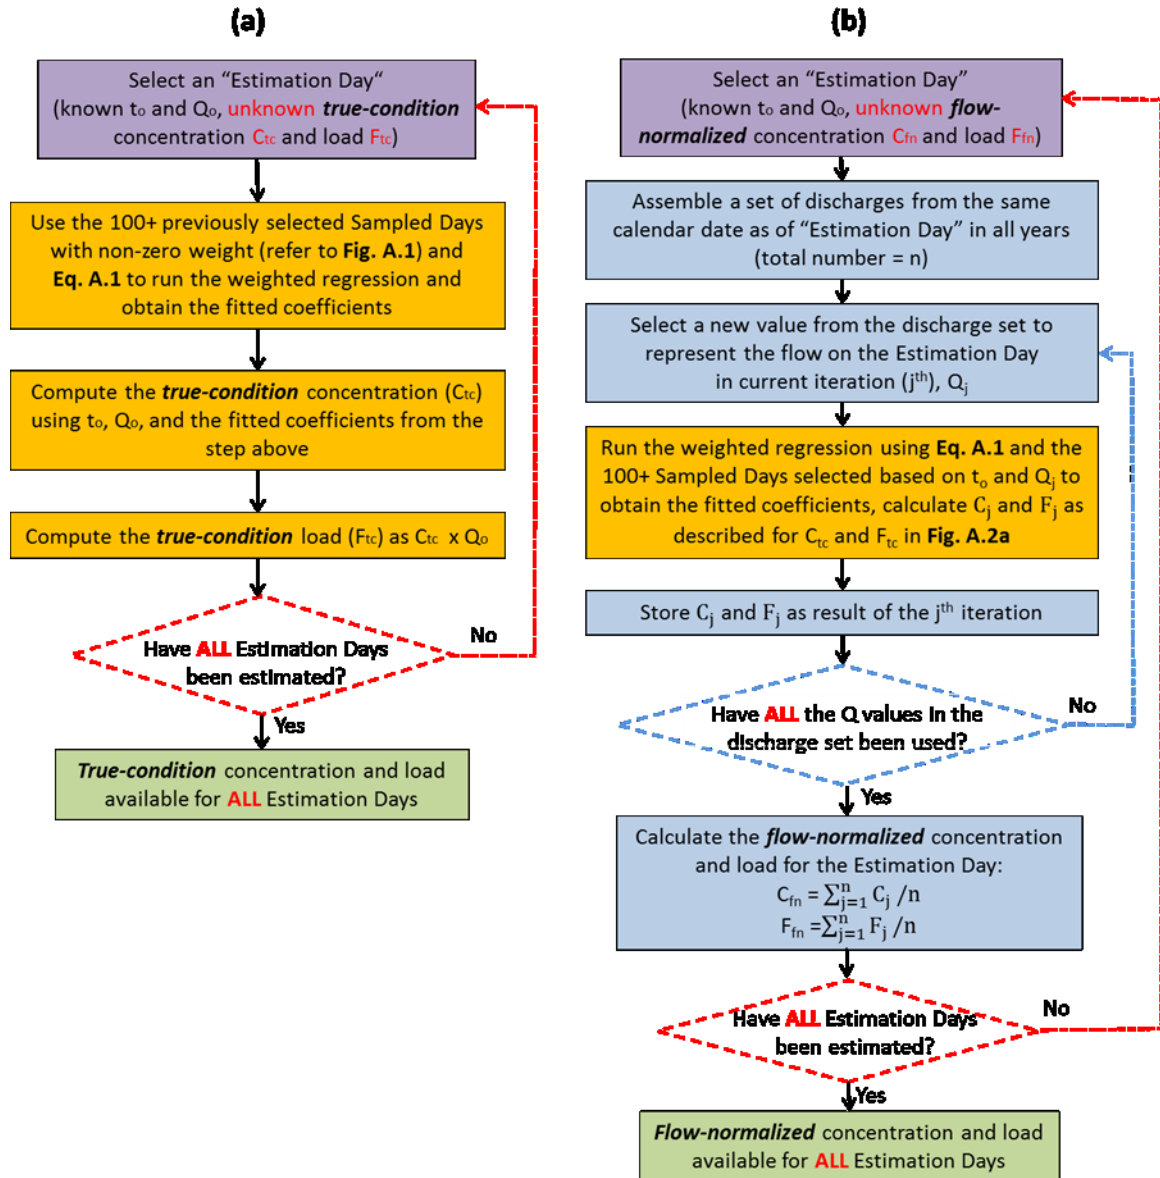 (a)
Select an “Estimation Day“
(known to and Qo, unknown true-condition
concentration Ctc and load Ftc)
Use the 100+ previously selected Sampled Days
with non-zero weight (refer to Fig. A.1) and
Eq. A.1 to run the weighted regression and
obtain the fitted coefficients
Compute the true-condition concentration (Ctc)
using to, Qo, and the fitted coefficients from the
step above
Compute the true-condition load (Ftc) as Ctc x Qo
Have ALL Estimation Days
been estimated?
No
Yes
True-condition concentration and load
available for ALL Estimation Days
(b)
Select an “Estimation Day”
(known to and Qo, unknown flow-
normalized concentration Cfn and load Ffn)
Assemble a set of discharges from the same
calendar date as of “Estimation Day” in all years
(total number = n)
Select a new value from the discharge set to
represent the flow on the Estimation Day
in current iteration (jth), Qj
Run the weighted regression using Eq. A.1 and the
100+ Sampled Days selected based on to and Qj to
obtain the fitted coefficients, calculate Cj and Fj as
described for Ctc and Ftc in Fig. A.2a
Store Cj and Fj as result of the jth iteration
Have ALL the Q values in the
discharge set been used?
No
Yes
Calculate the flow-normalized concentration
and load for the Estimation Day:
Cfn = ∑nj=1 Cj /n
Ffn =∑nj=1 Fj /n
Have ALL Estimation Days
been estimated?
No
Yes
Flow-normalized concentration and load
available for ALL Estimation Days